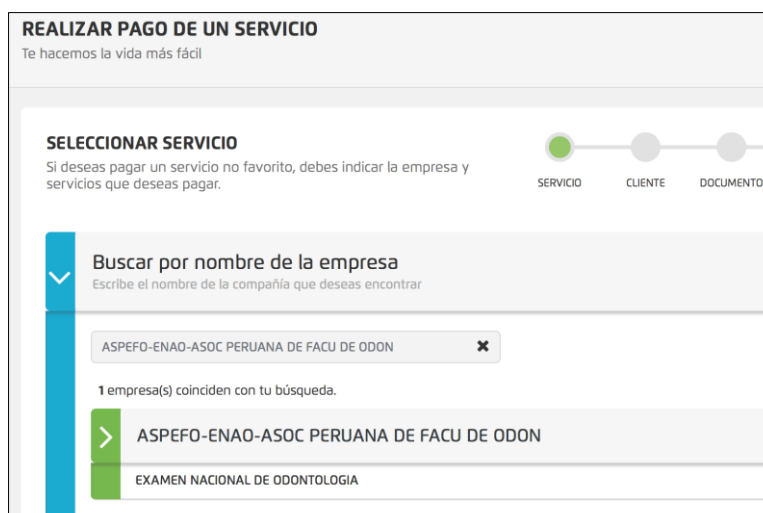 REALIZAR PAGO DE UN SERVICIO
Te hacemos la vida más fácil
SELECCIONAR SERVICIO
Si deseas pagar un servicio no favorito, debes indicar la empresa y
servicios que deseas pagar.
SERVICIO
CLIENTE
DOCUMENTO
Buscar por nombre de la empresa
Escribe el nombre de la compañía que deseas encontrar
ASPEFO-ENAO-ASOC PERUANA DE FACU DE ODON
1 empresa(s) coinciden con tu búsqueda.
ASPEFO-ENAO-ASOC PERUANA DE FACU DE ODON
EXAMEN NACIONAL DE ODONTOLOGIA